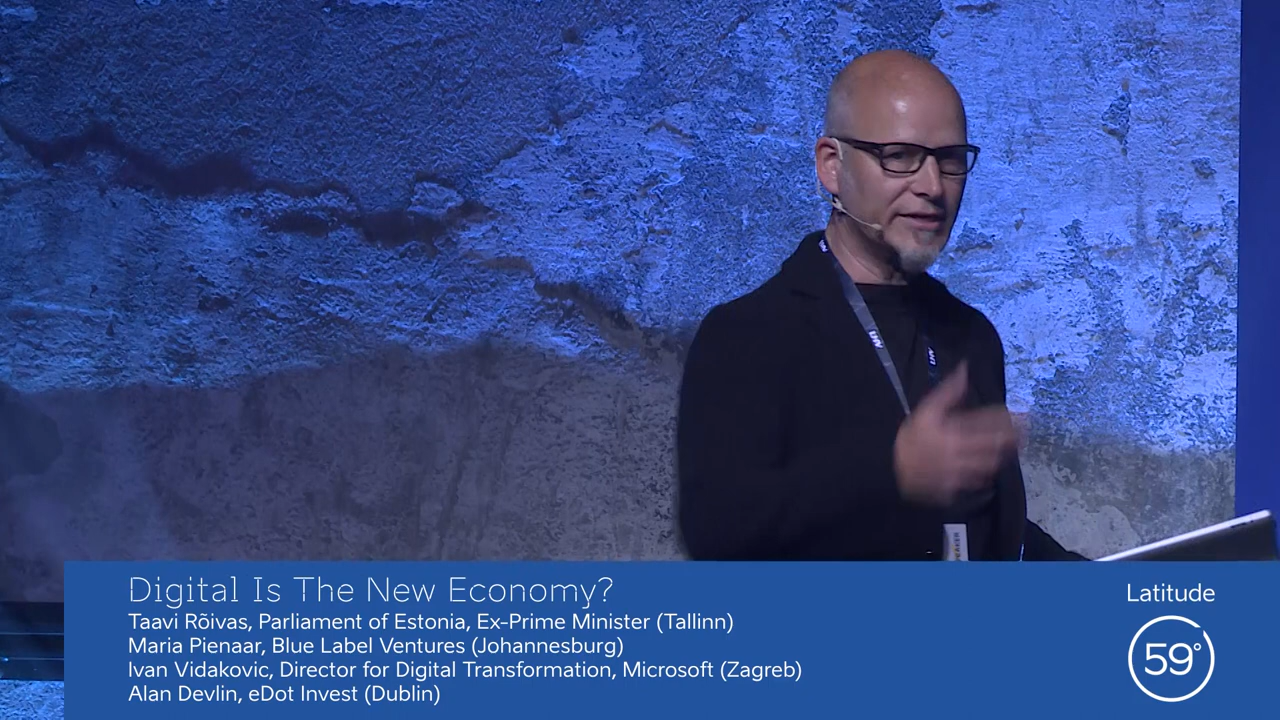 Digital Is The New Economy?
Taavi Rõivas, Parliament of Estonia, Ex-Prime Minister (Tallinn)
Maria Pienaar, Blue Label Ventures (Johannesburg)
Ivan Vidakovic, Director for Digital Transformation, Microsoft (Zagreb)
Alan Devlin, eDot Invest (Dublin)
Latitude
59°